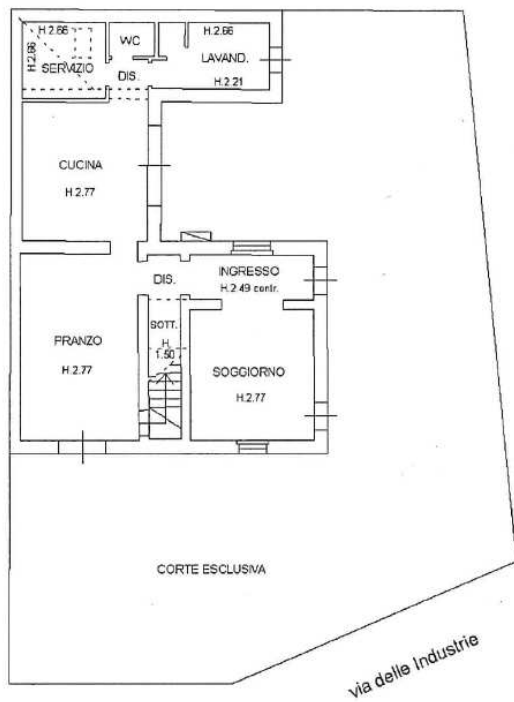 H.2.66
H.2.66
WC
H.2.66
SERVIZIO
LAVAND.
DIS.
H.2.21
CUCINA
H.2.77
INGRESSO
DIS.
H.2.49 contr.
SOTT.
H.
1.50
PRANZO
H.2.77
SOGGIORNO
H.2.77
CORTE ESCLUSIVA
via delle Industrie